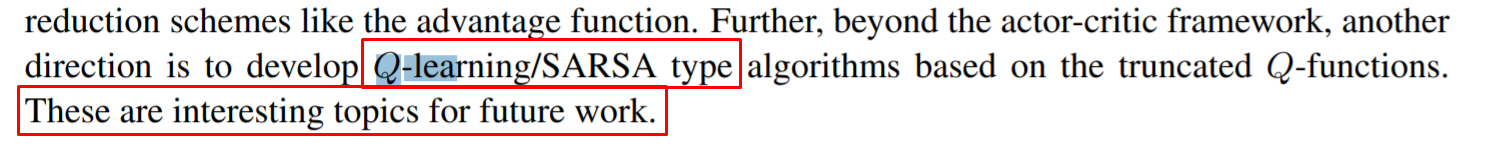 reduction schemes like the advantage function. Further, beyond the actor-critic framework, another
direction is to develop Q-learning/SARSA type algorithms based on the truncated Q-functions.
These are interesting topics for future work.